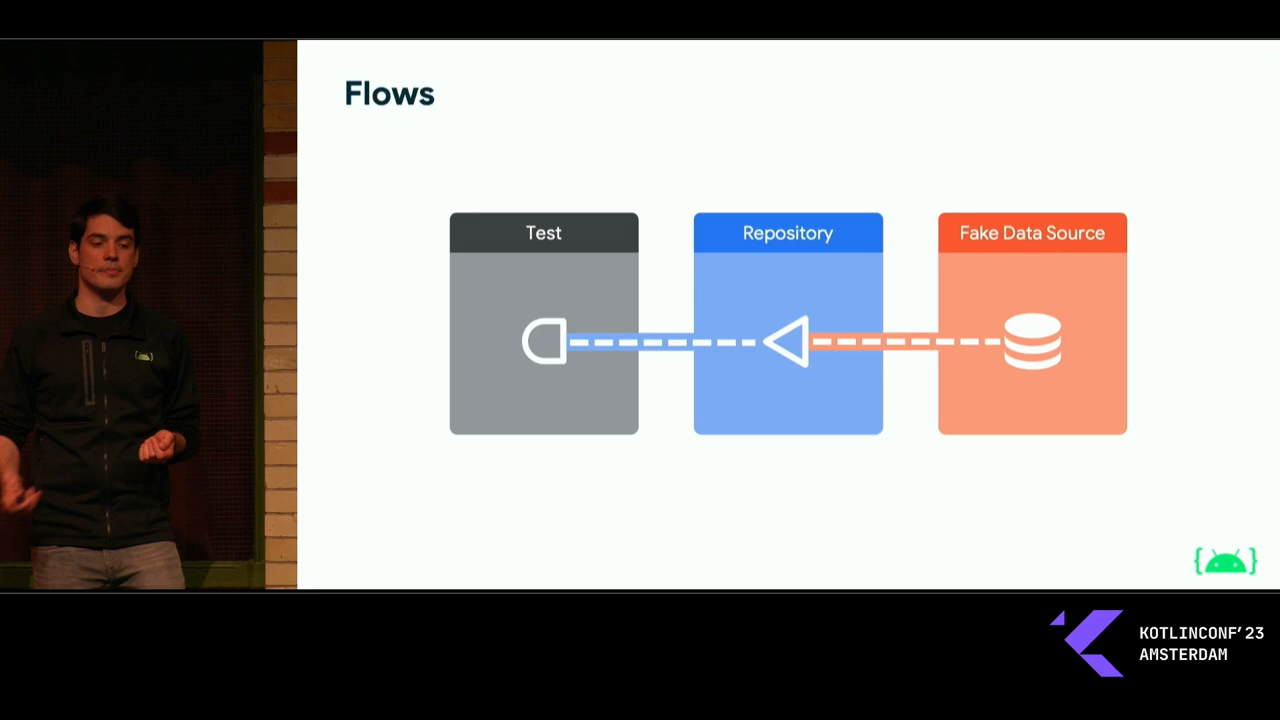 Flows
Test
Repository
Fake Data Source
KOTLINCONF'23
AMSTERDAM